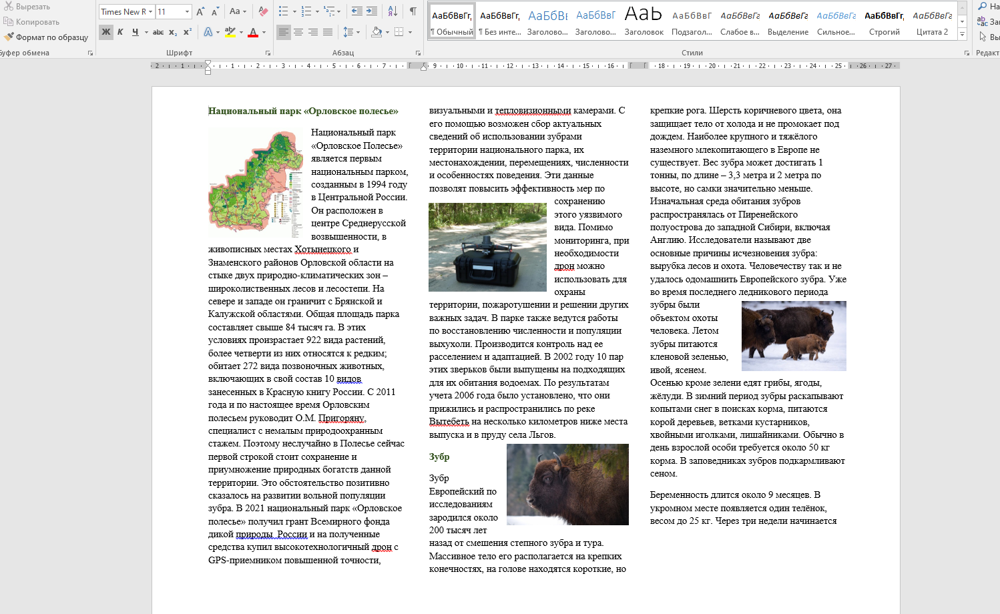 Вырезать
Копировать
Формат по образцу
Буфер обмена
Times New R
11
Aa
Ж К Ч abc x₂ x²
Шрифт
Абзац
АаБбВвГг,
¶ Обычный
АаБбВвГг,
¶ Без инте...
АаБбВ
Заголово...
АаБбВвГ
Заголово...
АаЬ
Заголовок
АаБбВвГ
Подзагол...
АаБбВвГг
Слабое в...
АаБбВвГг
Выделение
АаБбВвГг
Сильное...
АаБбВвГг,
Строгий
АаБбВвГг
Цитата 2
Стили
На
За
Вы
Редакт
2 1 1 2 3 4 5 6 7 9 10 11 12 13 14 15 16 18 19 20 21 22 23 24 25 26 27
Национальный парк «Орловское полесье»
Национальный парк
«Орловское Полесье»
является первым
национальным парком,
созданным в 1994 году
в Центральной России.
Он расположен в
центре Среднерусской
возвышенности, в
живописных местах Хотынецкого и
Знаменского районов Орловской области на
стыке двух природно-климатических зон –
широколиственных лесов и лесостепи. На
севере и западе он граничит с Брянской и
Калужской областями. Общая площадь парка
составляет свыше 84 тысяч га. В этих
условиях произрастает 922 вида растений,
более четверти из них относятся к редким;
обитает 272 вида позвоночных животных,
включающих в свой состав 10 видов
занесенных в Красную книгу России. С 2011
года и по настоящее время Орловским
полесьем руководит О.М. Пригоряну,
специалист с немалым природоохранным
стажем. Поэтому неслучайно в Полесье сейчас
первой строкой стоит сохранение и
приумножение природных богатств данной
территории. Это обстоятельство позитивно
сказалось на развитии вольной популяции
зубра. В 2021 национальный парк «Орловское
полесье» получил грант Всемирного фонда
дикой природы  России и на полученные
средства купил высокотехнологичный дрон с
GPS-приемником повышенной точности,
визуальными и тепловизионными камерами. С
его помощью возможен сбор актуальных
сведений об использовании зубрами
территории национального парка, их
местонахождении, перемещениях, численности
и особенностях поведения. Эти данные
позволят повысить эффективность мер по
сохранению
этого уязвимого
вида. Помимо
мониторинга, при
необходимости
дрон можно
использовать для
охраны
территории, пожаротушении и решении других
важных задач. В парке также ведутся работы
по восстановлению численности и популяции
выхухоли. Производится контроль над ее
расселением и адаптацией. В 2002 году 10 пар
этих зверьков были выпущены на подходящих
для их обитания водоемах. По результатам
учета 2006 года было установлено, что они
прижились и распространились по реке
Вытебеть на несколько километров ниже места
выпуска и в пруду села Льгов.
Зубр
Зубр
Европейский по
исследованиям
зародился около
200 тысяч лет
назад от смешения степного зубра и тура.
Массивное тело его располагается на крепких
конечностях, на голове находятся короткие, но
крепкие рога. Шерсть коричневого цвета, она
защищает тело от холода и не промокает под
дождем. Наиболее крупного и тяжёлого
наземного млекопитающего в Европе не
существует. Вес зубра может достигать 1
тонны, по длине – 3,3 метра и 2 метра по
высоте, но самки значительно меньше.
Изначальная среда обитания зубров
распространялась от Пиренейского
полуострова до западной Сибири, включая
Англию. Исследователи называют две
основные причины исчезновения зубра:
вырубка лесов и охота. Человечеству так и не
удалось одомашнить Европейского зубра. Уже
во время последнего ледникового периода
зубры были
объектом охоты
человека. Летом
зубры питаются
кленовой зеленью,
ивой, ясенем.
Осенью кроме зелени едят грибы, ягоды,
жёлуди. В зимний период зубры раскапывают
копытами снег в поисках корма, питаются
корой деревьев, ветками кустарников,
хвойными иголками, лишайниками. Обычно в
день взрослой особи требуется около 50 кг
корма. В заповедниках зубров подкармливают
сеном.
Беременность длится около 9 месяцев. В
укромном месте появляется один телёнок,
весом до 25 кг. Через три недели начинается